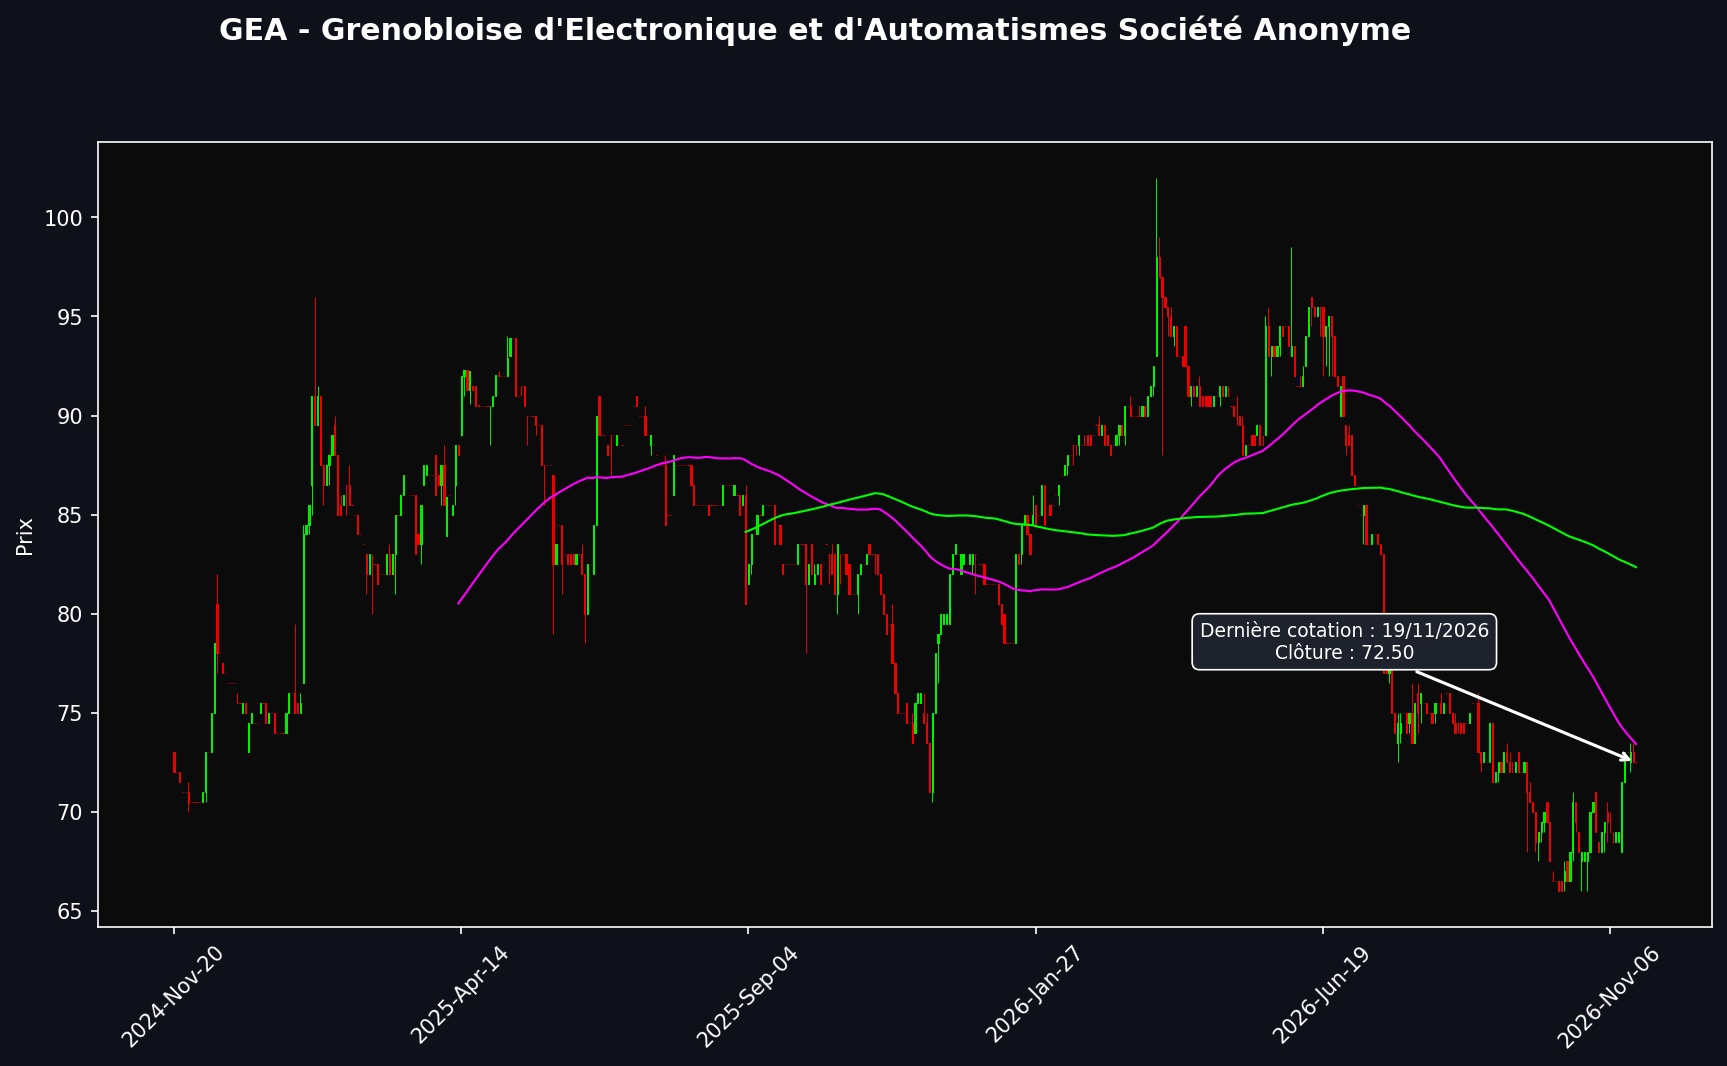 GEA - Grenobloise d'Electronique et d'Automatismes Société Anonyme
Prix
100
95
90
85
80
75
70
65
Dernière cotation : 19/11/2026
Clôture : 72.50
2024-Nov-20
2025-Apr-14
2025-Sep-04
2026-Jan-27
2026-Jun-19
2026-Nov-06